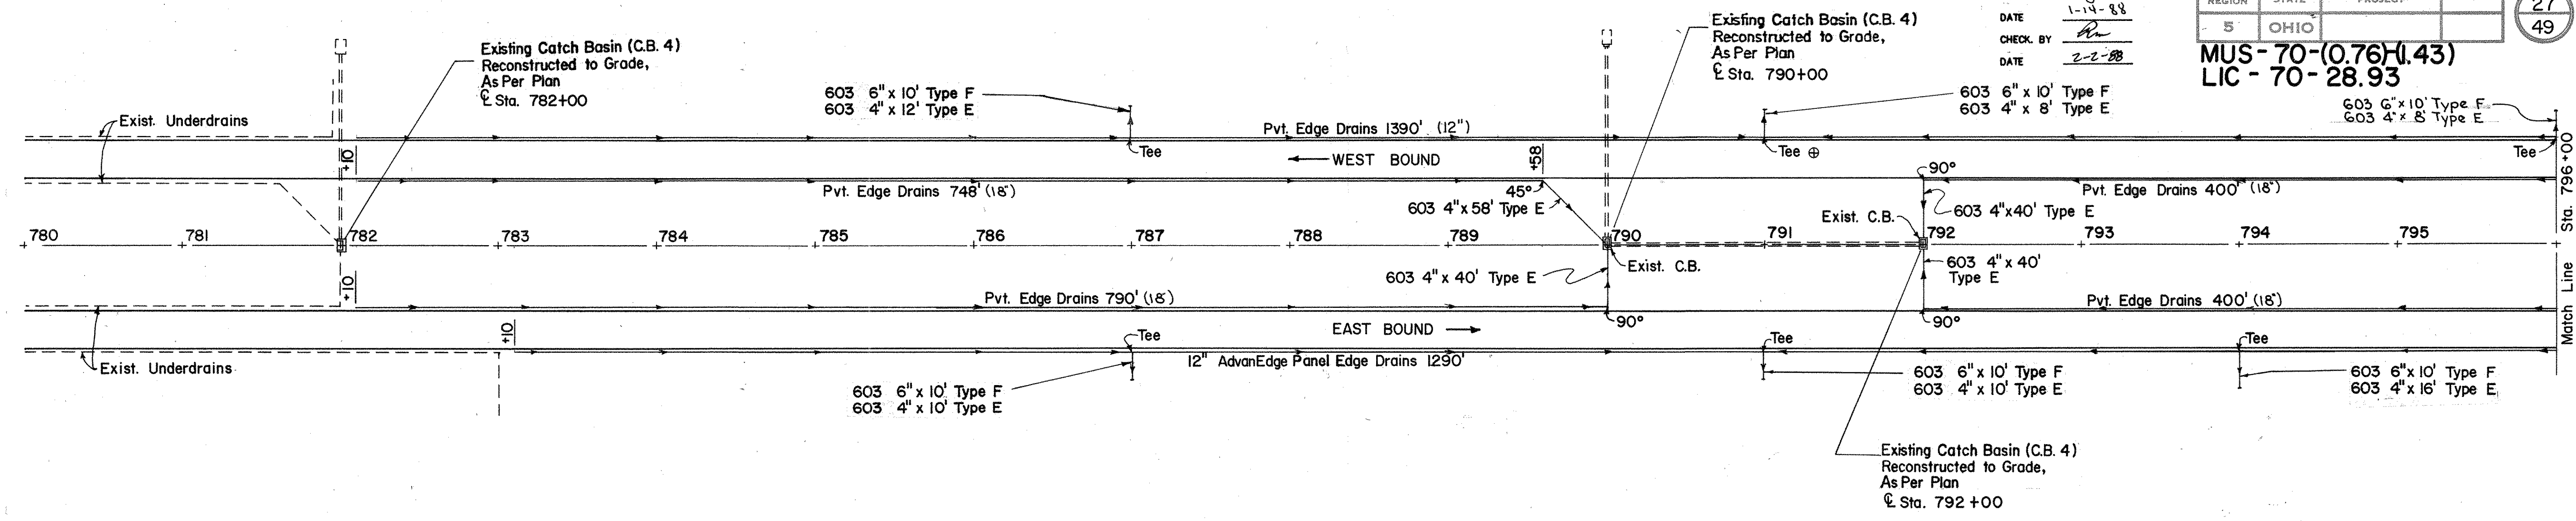 DATE 1-14-88
CHECK. BY
DATE 2-2-88
REGION STATE PROJECT
5 OHIO
27
49
MUS - 70 - (0.76)-(1.43)
LIC - 70 - 28.93
Existing Catch Basin (C.B. 4)
Reconstructed to Grade,
As Per Plan
℄ Sta. 782+00
Existing Catch Basin (C.B. 4)
Reconstructed to Grade,
As Per Plan
℄ Sta. 790+00
603 6" x 10' Type F
603 4" x 12' Type E
603 6" x 10' Type F
603 4" x 8' Type E
603 6" x 10' Type F
603 4" x 8' Type E
Exist. Underdrains
Pvt. Edge Drains 1390' (12")
+10
Tee
WEST BOUND
+58
Tee ⊕
Tee
Pvt. Edge Drains 748' (18")
45°
90°
Pvt. Edge Drains 400' (18")
603 4" x 58' Type E
603 4"x40' Type E
Exist. C.B.
780 781 782 783 784 785 786 787 788 789 790 791 792 793 794 795
Match Line Sta. 796+00
Exist. C.B.
603 4" x 40' Type E
603 4" x 40'
Type E
+10
Pvt. Edge Drains 790' (18")
Pvt. Edge Drains 400' (18")
90°
90°
+10
EAST BOUND
Tee
Tee
Tee
12" AdvanEdge Panel Edge Drains 1290'
Exist. Underdrains
603 6" x 10' Type F
603 4" x 10' Type E
603 6" x 10' Type F
603 4" x 10' Type E
603 6" x 10' Type F
603 4" x 16' Type E
Existing Catch Basin (C.B. 4)
Reconstructed to Grade,
As Per Plan
℄ Sta. 792+00